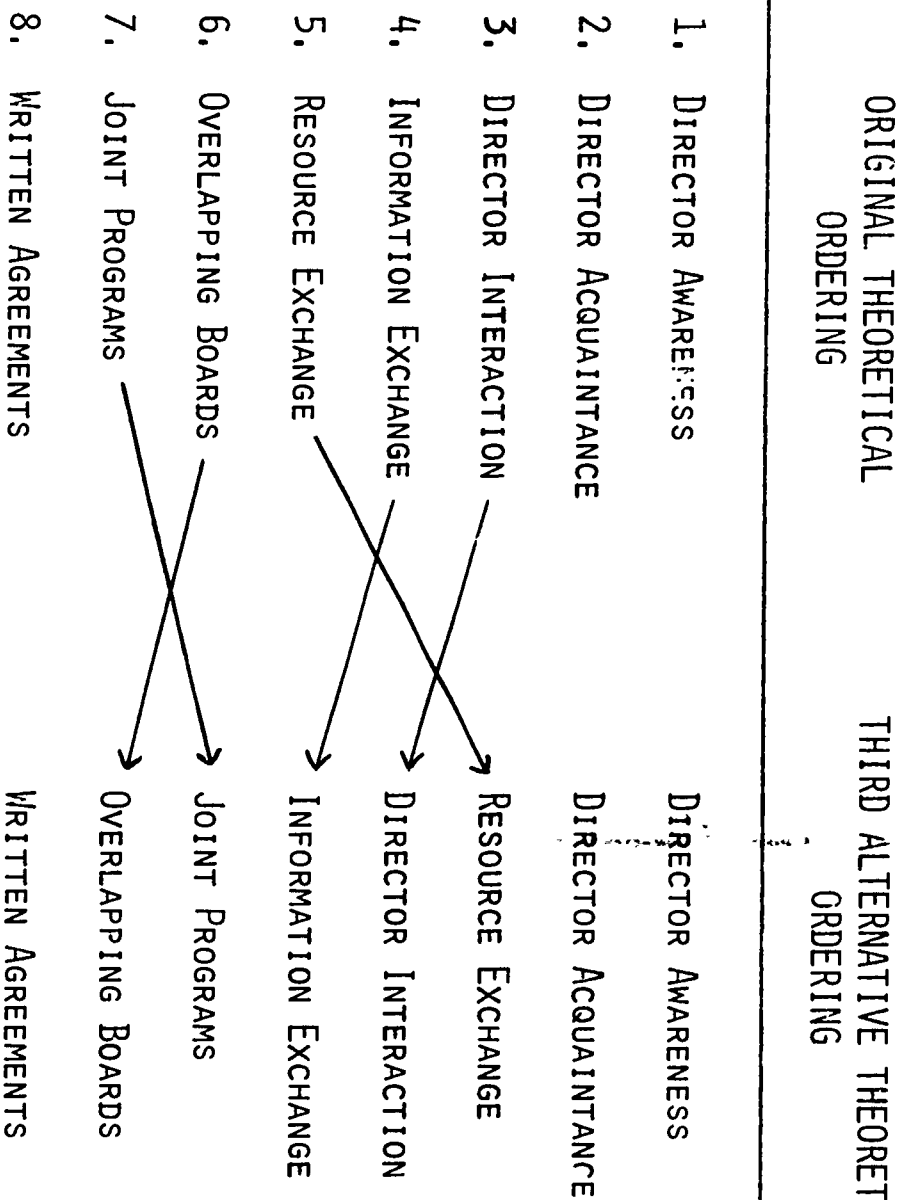 ORIGINAL THEORETICAL
ORDERING
THIRD ALTERNATIVE THEORET
ORDERING
1. DIRECTOR AWARENESS
DIRECTOR AWARENESS
2. DIRECTOR ACQUAINTANCE
DIRECTOR ACQUAINTANCE
3. DIRECTOR INTERACTION
RESOURCE EXCHANGE
4. INFORMATION EXCHANGE
DIRECTOR INTERACTION
5. RESOURCE EXCHANGE
INFORMATION EXCHANGE
6. OVERLAPPING BOARDS
JOINT PROGRAMS
7. JOINT PROGRAMS
OVERLAPPING BOARDS
8. WRITTEN AGREEMENTS
WRITTEN AGREEMENTS